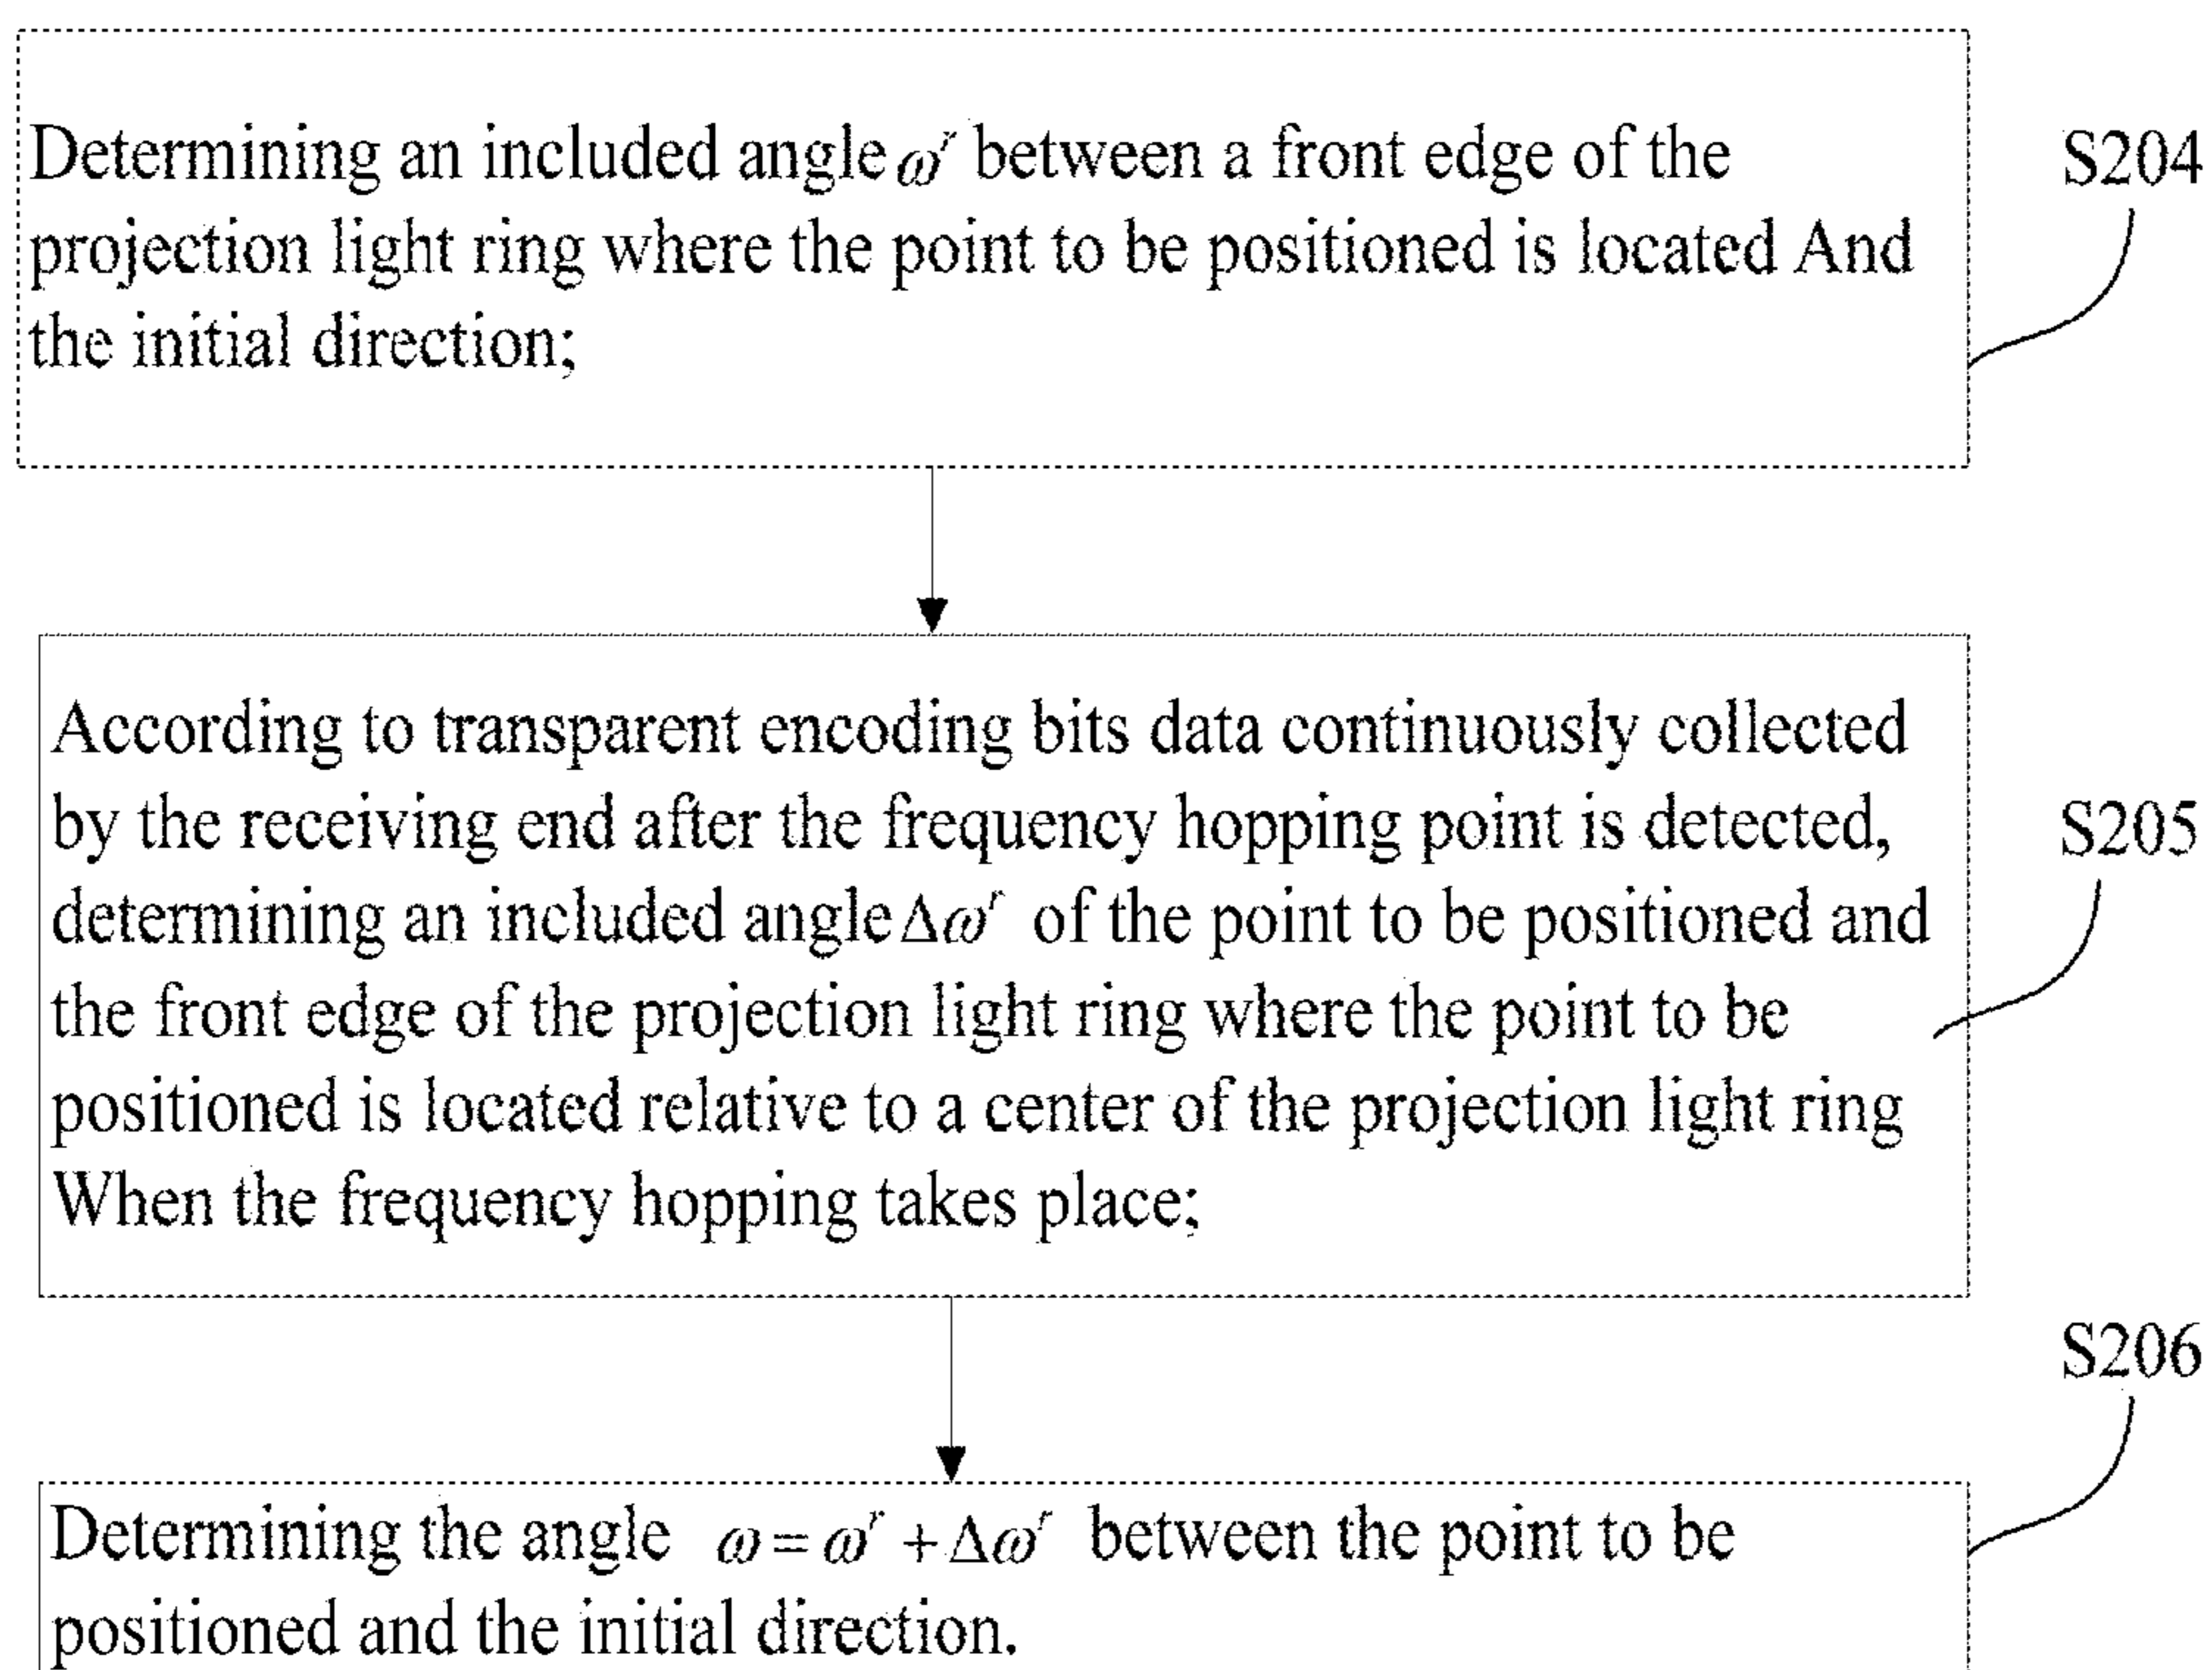 Determining an included angle ω^r between a front edge of the
projection light ring where the point to be positioned is located And
the initial direction;
S204
According to transparent encoding bits data continuously collected
by the receiving end after the frequency hopping point is detected,
determining an included angle Δω^r of the point to be positioned and
the front edge of the projection light ring where the point to be
positioned is located relative to a center of the projection light ring
When the frequency hopping takes place;
S205
Determining the angle ω = ω^r + Δω^r between the point to be
positioned and the initial direction.
S206